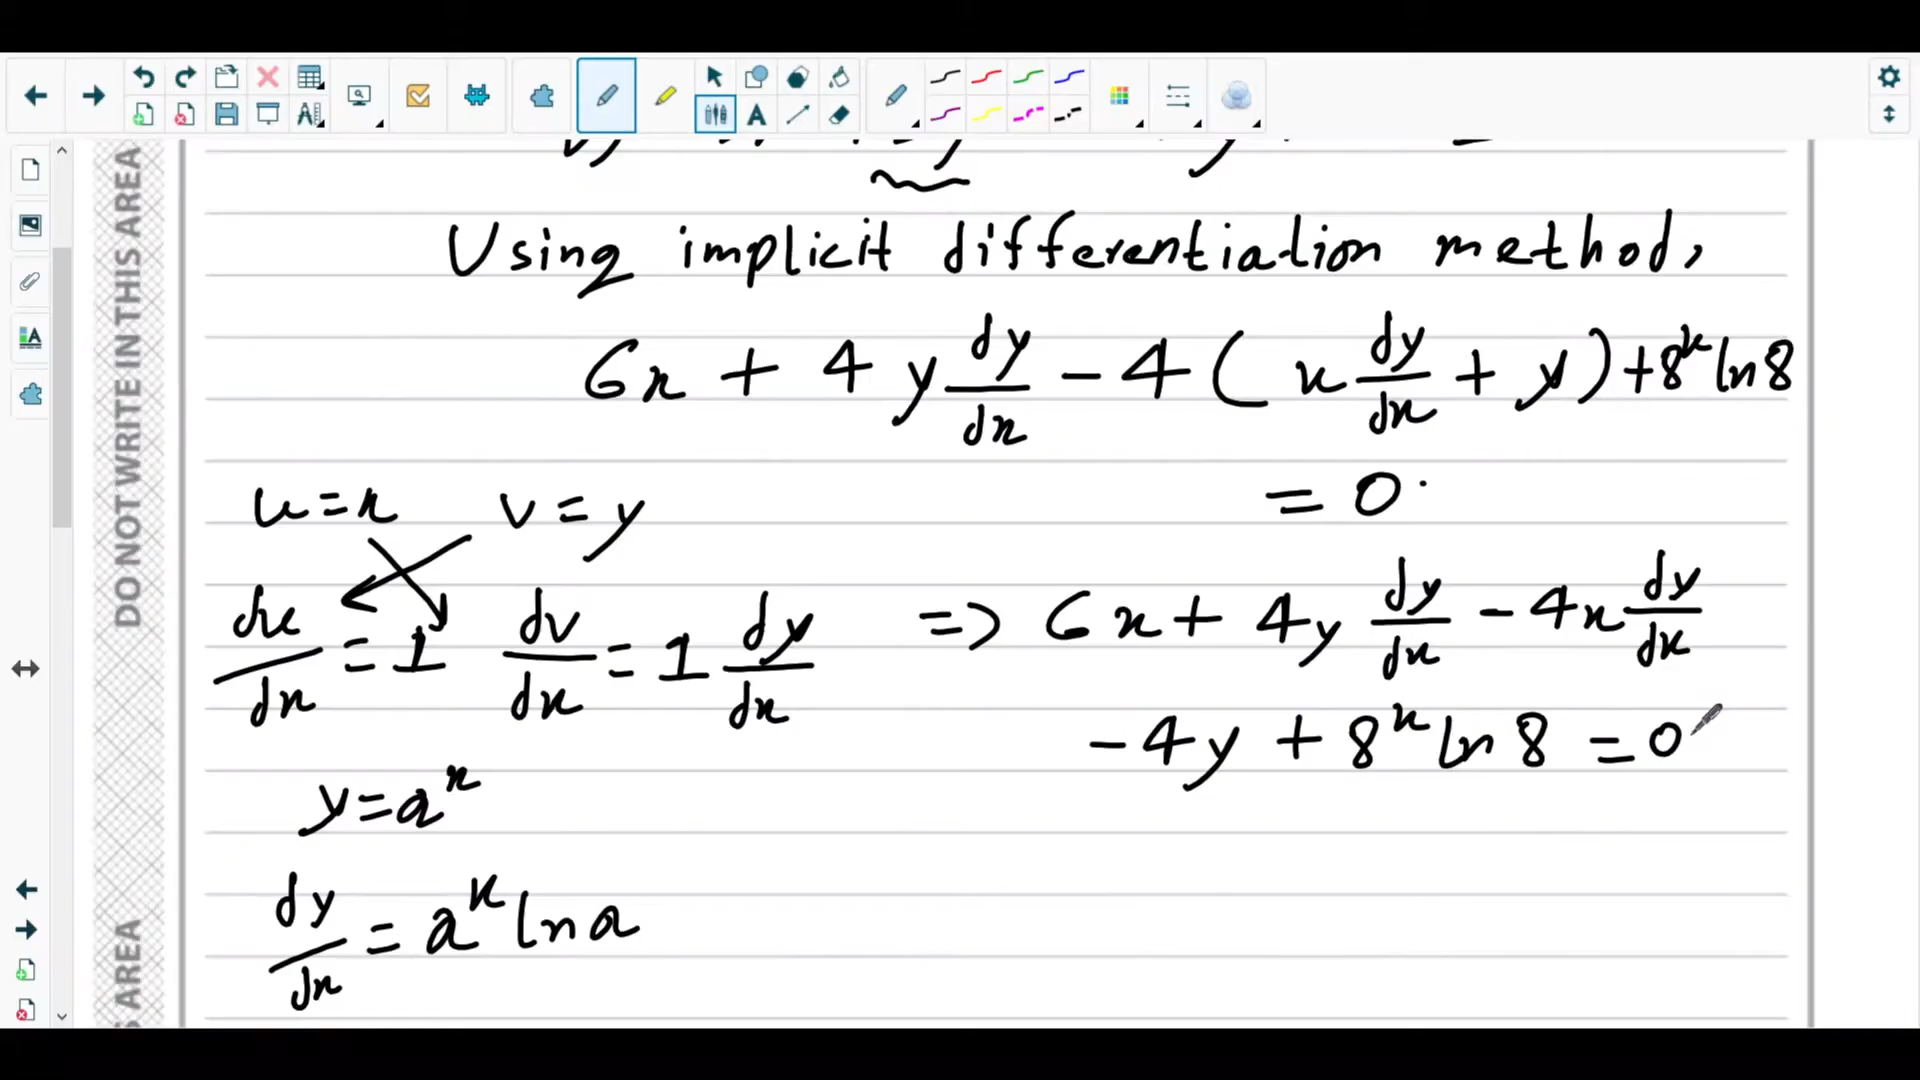 Using implicit differentiation method,
6x + 4y dy/dx - 4( x dy/dx + y) + 8^x ln 8
= 0.
u = x v = y
du/dx = 1 dv/dx = 1 dy/dx
=> 6x + 4y dy/dx - 4x dy/dx
- 4y + 8^x ln 8 = 0
y = a^x
dy/dx = a^x ln a
DO NOT WRITE IN THIS AREA
AREA